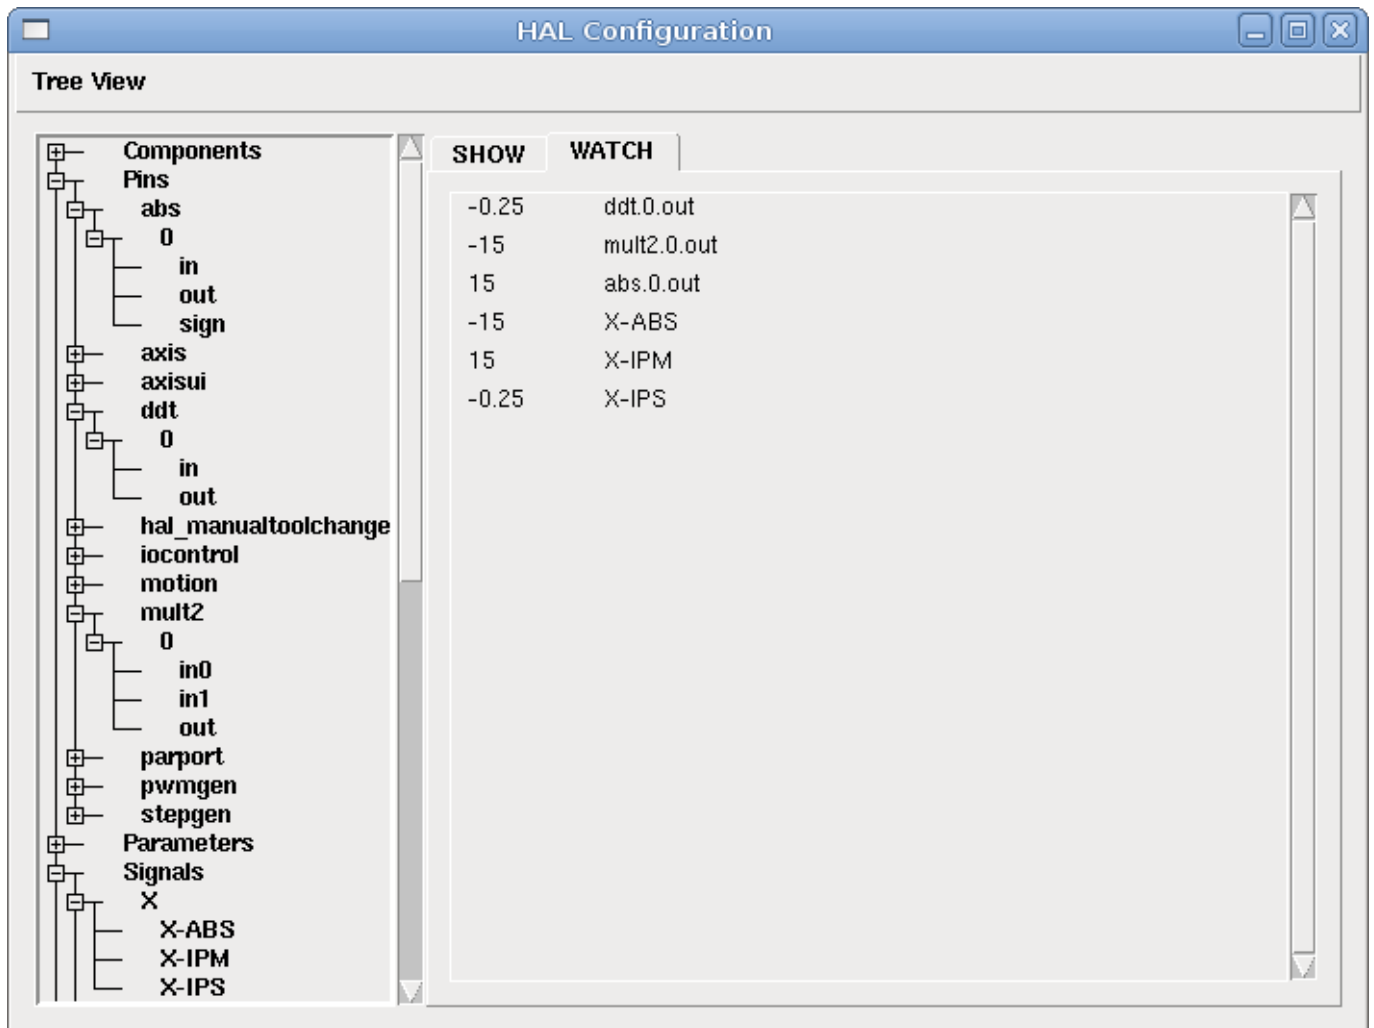 HAL Configuration
Tree View
Components
Pins
abs
0
in
out
sign
axis
axisui
ddt
0
in
out
hal_manualtoolchange
iocontrol
motion
mult2
0
in0
in1
out
parport
pwmgen
stepgen
Parameters
Signals
X
X-ABS
X-IPM
X-IPS
SHOW WATCH
-0.25 ddt.0.out
-15 mult2.0.out
15 abs.0.out
-15 X-ABS
15 X-IPM
-0.25 X-IPS